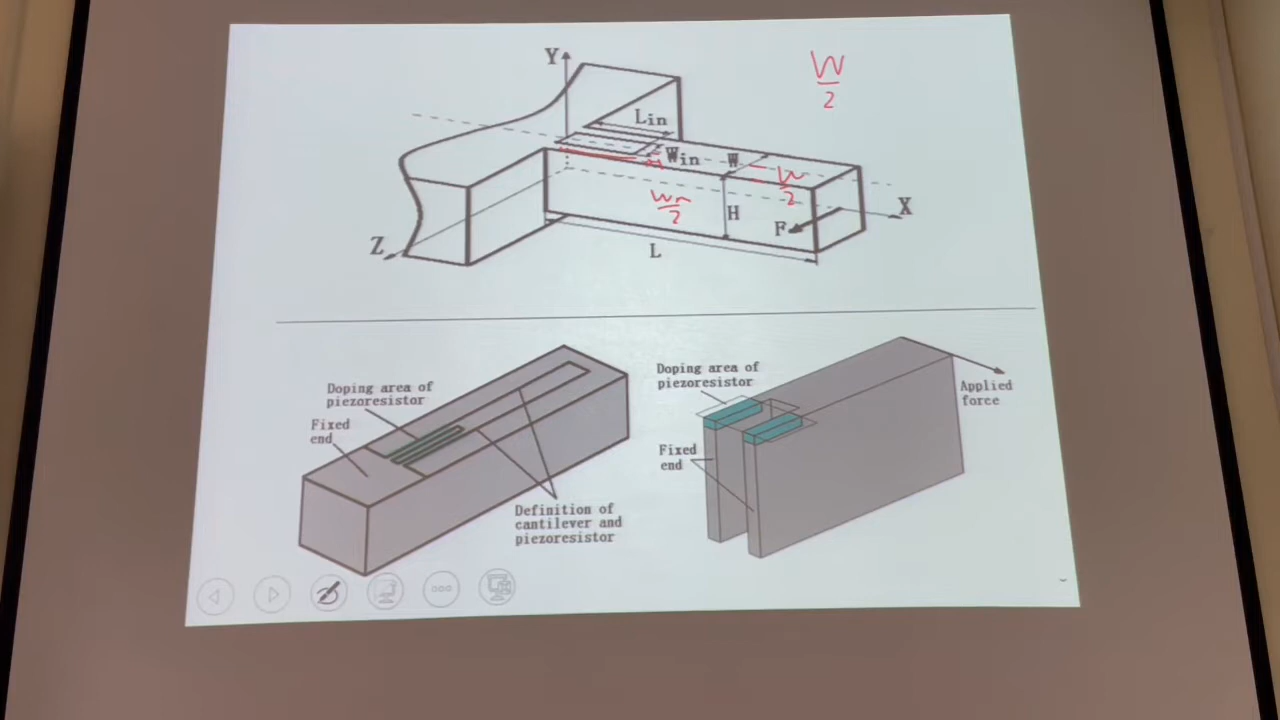 Y
W
2
Lin
Win
W
W
2
Wn
2
H
X
F
Z
L
Doping area of
piezoresistor
Fixed
end
Definition of
cantilever and
piezoresistor
Doping area of
piezoresistor
Applied
force
Fixed
end